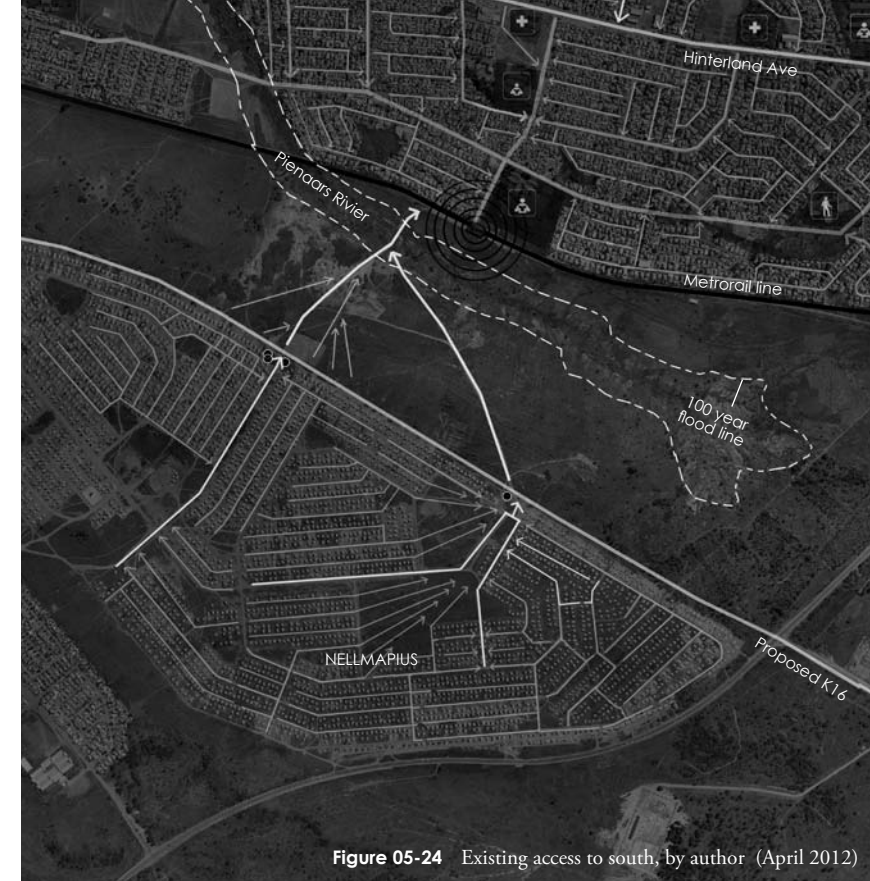 Hinterland Ave
Pienaars Rivier
Metrorail line
100 year
flood line
NELLMAPIUS
Proposed K16
Figure 05-24 Existing access to south, by author (April 2012)